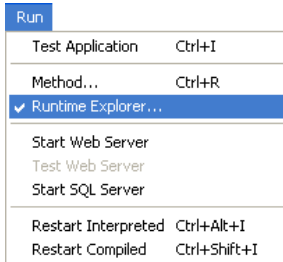 Run
Test Application Ctrl+I
Method... Ctrl+R
Runtime Explorer...
Start Web Server
Test Web Server
Start SQL Server
Restart Interpreted Ctrl+Alt+I
Restart Compiled Ctrl+Shift+I